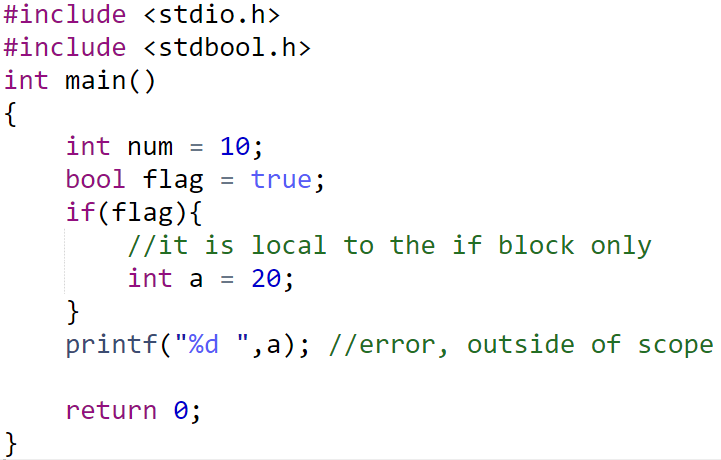 #include <stdio.h>
#include <stdbool.h>
int main()
{
    int num = 10;
    bool flag = true;
    if(flag){
        //it is local to the if block only
        int a = 20;
    }
    printf("%d ",a); //error, outside of scope
    return 0;
}